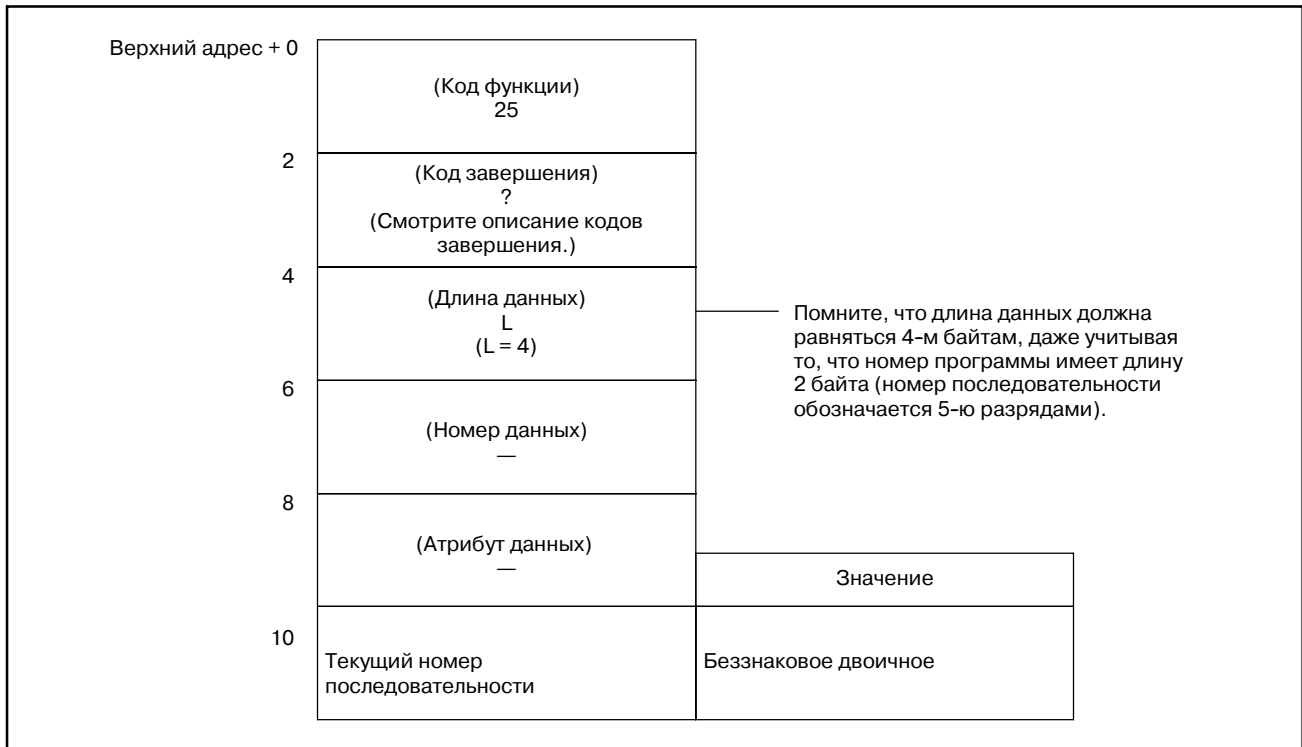 Верхний адрес + 0
(Код функции)
25
2
(Код завершения)
?
(Смотрите описание кодов
завершения.)
4
(Длина данных)
L
(L = 4)
Помните, что длина данных должна
равняться 4-м байтам, даже учитывая
то, что номер программы имеет длину
2 байта (номер последовательности
обозначается 5-ю разрядами).
6
(Номер данных)
—
8
(Атрибут данных)
—
Значение
10
Текущий номер
последовательности
Беззнаковое двоичное